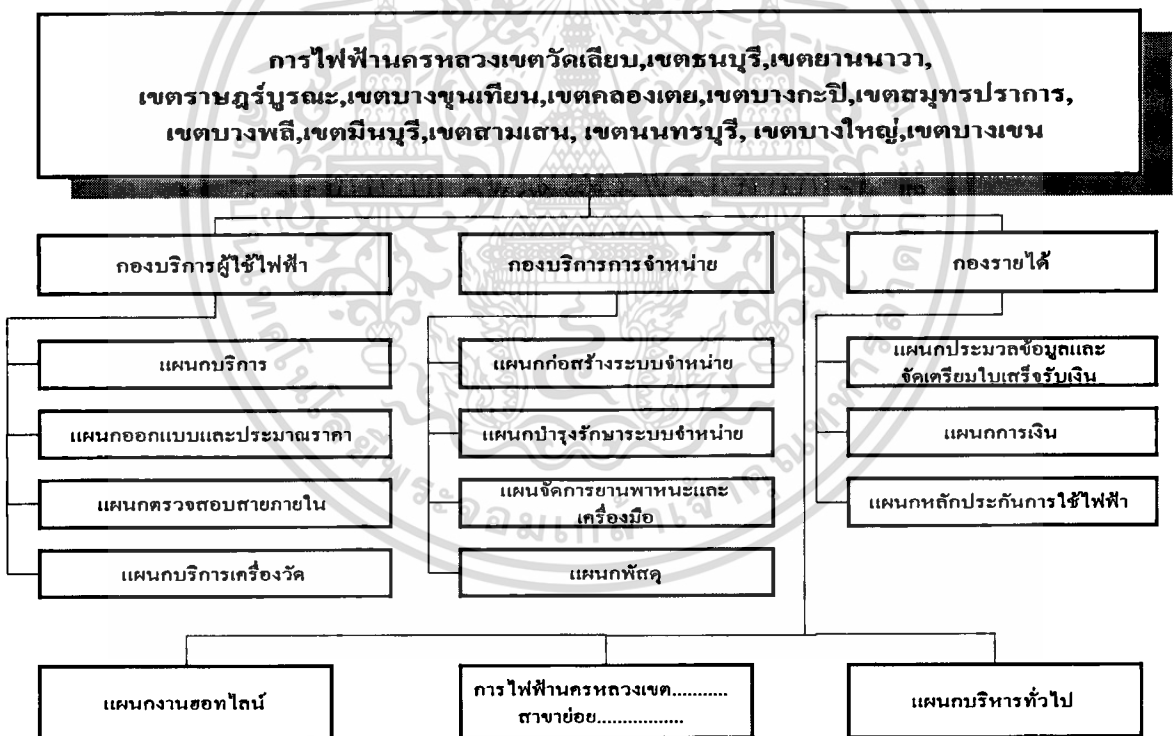 การไฟฟ้านครหลวงเขตวัดเลียบ,เขตธนบุรี,เขตยานนาวา,
เขตราษฎร์บูรณะ,เขตบางขุนเทียน,เขตคลองเตย,เขตบางกะปิ,เขตสมุทรปราการ,
เขตบวงพลี,เขตมีนบุรี,เขตสามเสน, เขตนนทรบุรี, เขตบางใหญ่,เขตบางเขน
กองบริการผู้ใช้ไฟฟ้า
แผนกบริการ
แผนกออกแบบและประมาณราคา
แผนกตรวจสอบสายภายใน
แผนกบริการเครื่องวัด
กองบริการการจำหน่าย
แผนกก่อสร้างระบบจำหน่าย
แผนกบำรุงรักษาระบบจำหน่าย
แผนจัดการยานพาหนะและ
เครื่องมือ
แผนกพัสดุ
กองรายได้
แผนกประมวลข้อมูลและ
จัดเตรียมใบเสร็จรับเงิน
แผนกการเงิน
แผนกหลักประกันการใช้ไฟฟ้า
แผนกงานฮอทไลน์
การไฟฟ้านครหลวงเขต...........
สาขาย่อย.................
แผนกบริหารทั่วไป